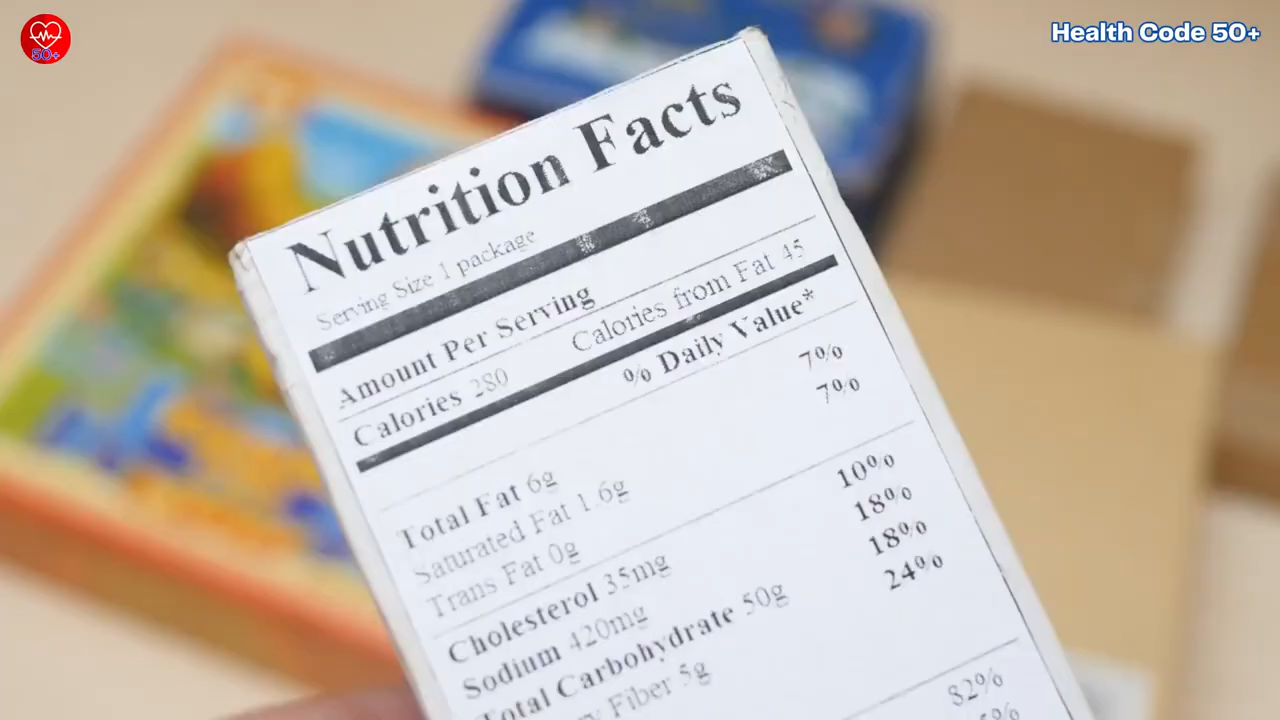 50+
Health Code 50+
Nutrition Facts
Serving Size 1 package
Amount Per Serving
Calories 280 Calories from Fat 45
% Daily Value*
Total Fat 6g 7%
Saturated Fat 1.6g 7%
Trans Fat 0g
Cholesterol 35mg 10%
Sodium 420mg 18%
Total Carbohydrate 50g 18%
Fiber 5g 24%
82%